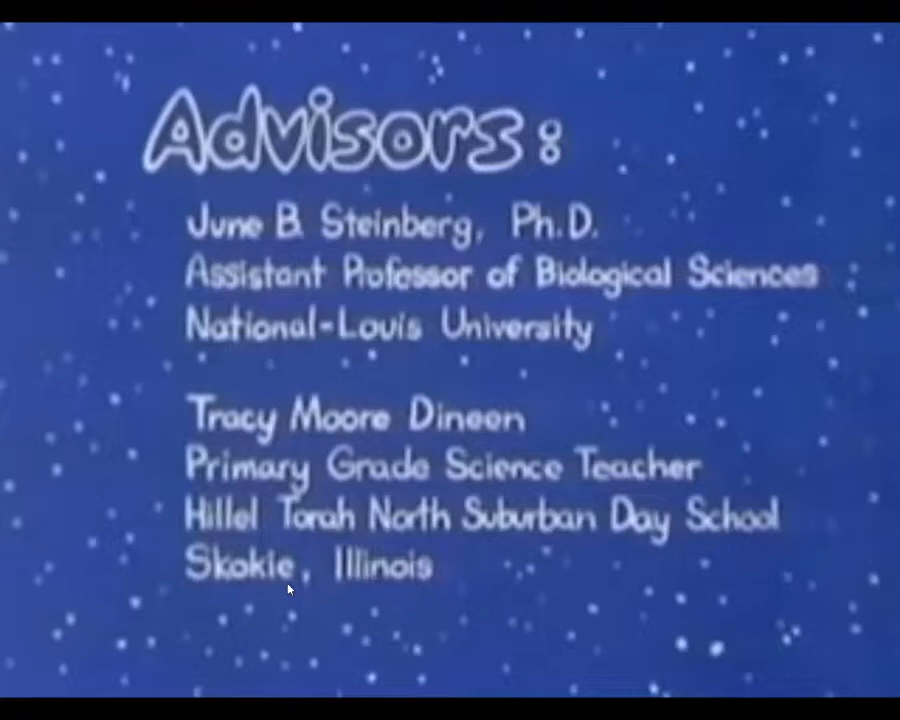 Advisors:
June B. Steinberg, Ph.D.
Assistant Professor of Biological Sciences
National-Louis University
Tracy Moore Dineen
Primary Grade Science Teacher
Hillel Torah North Suburban Day School
Skokie, Illinois